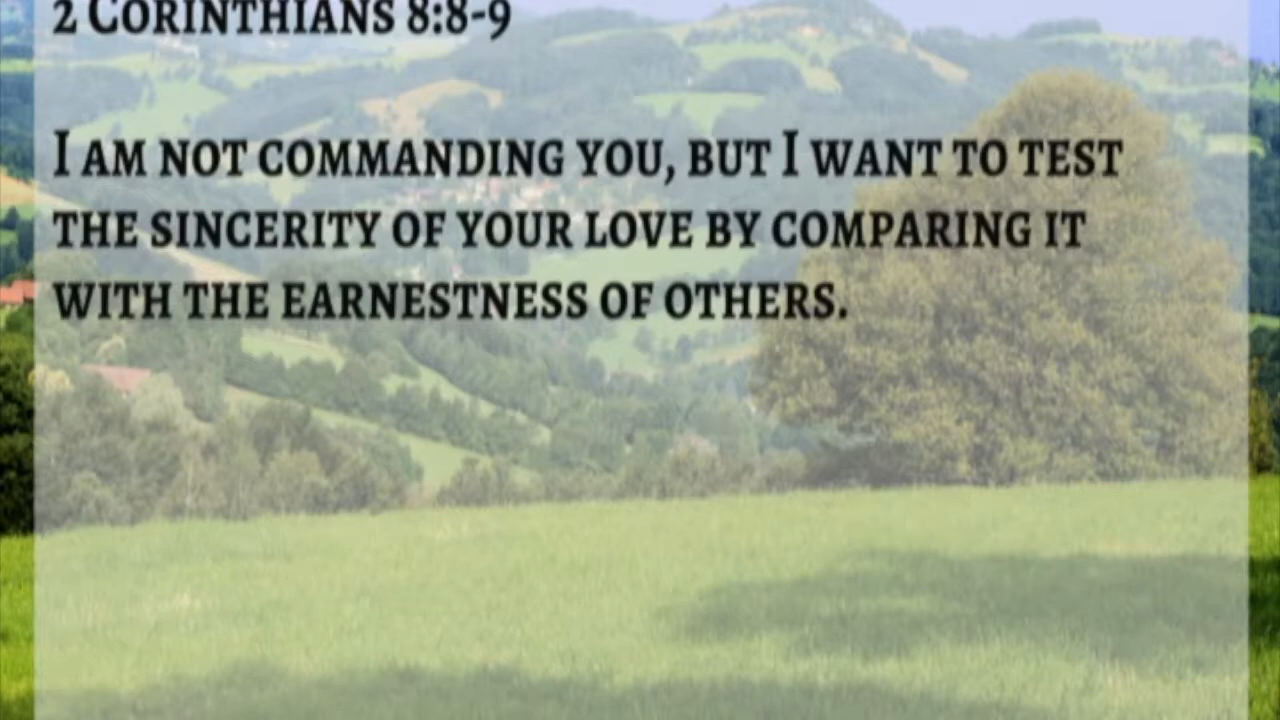 2 Corinthians 8:8-9
I am not commanding you, but I want to test
the sincerity of your love by comparing it
with the earnestness of others.